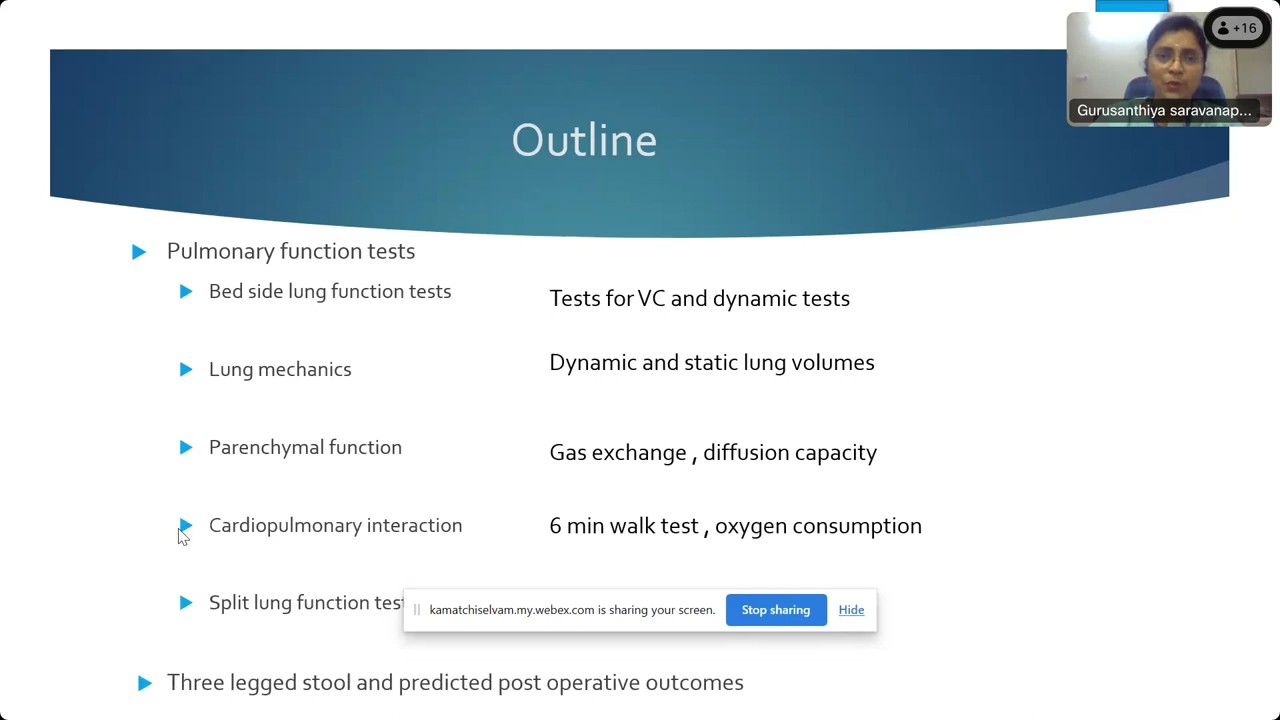 +16
Gurusanthiya saravanap...
Outline
Pulmonary function tests
Bed side lung function tests
Tests for VC and dynamic tests
Lung mechanics
Dynamic and static lung volumes
Parenchymal function
Gas exchange , diffusion capacity
Cardiopulmonary interaction
6 min walk test , oxygen consumption
Split lung function
kamatchiselvam.my.webex.com is sharing your screen.
Stop sharing
Hide
Three legged stool and predicted post operative outcomes